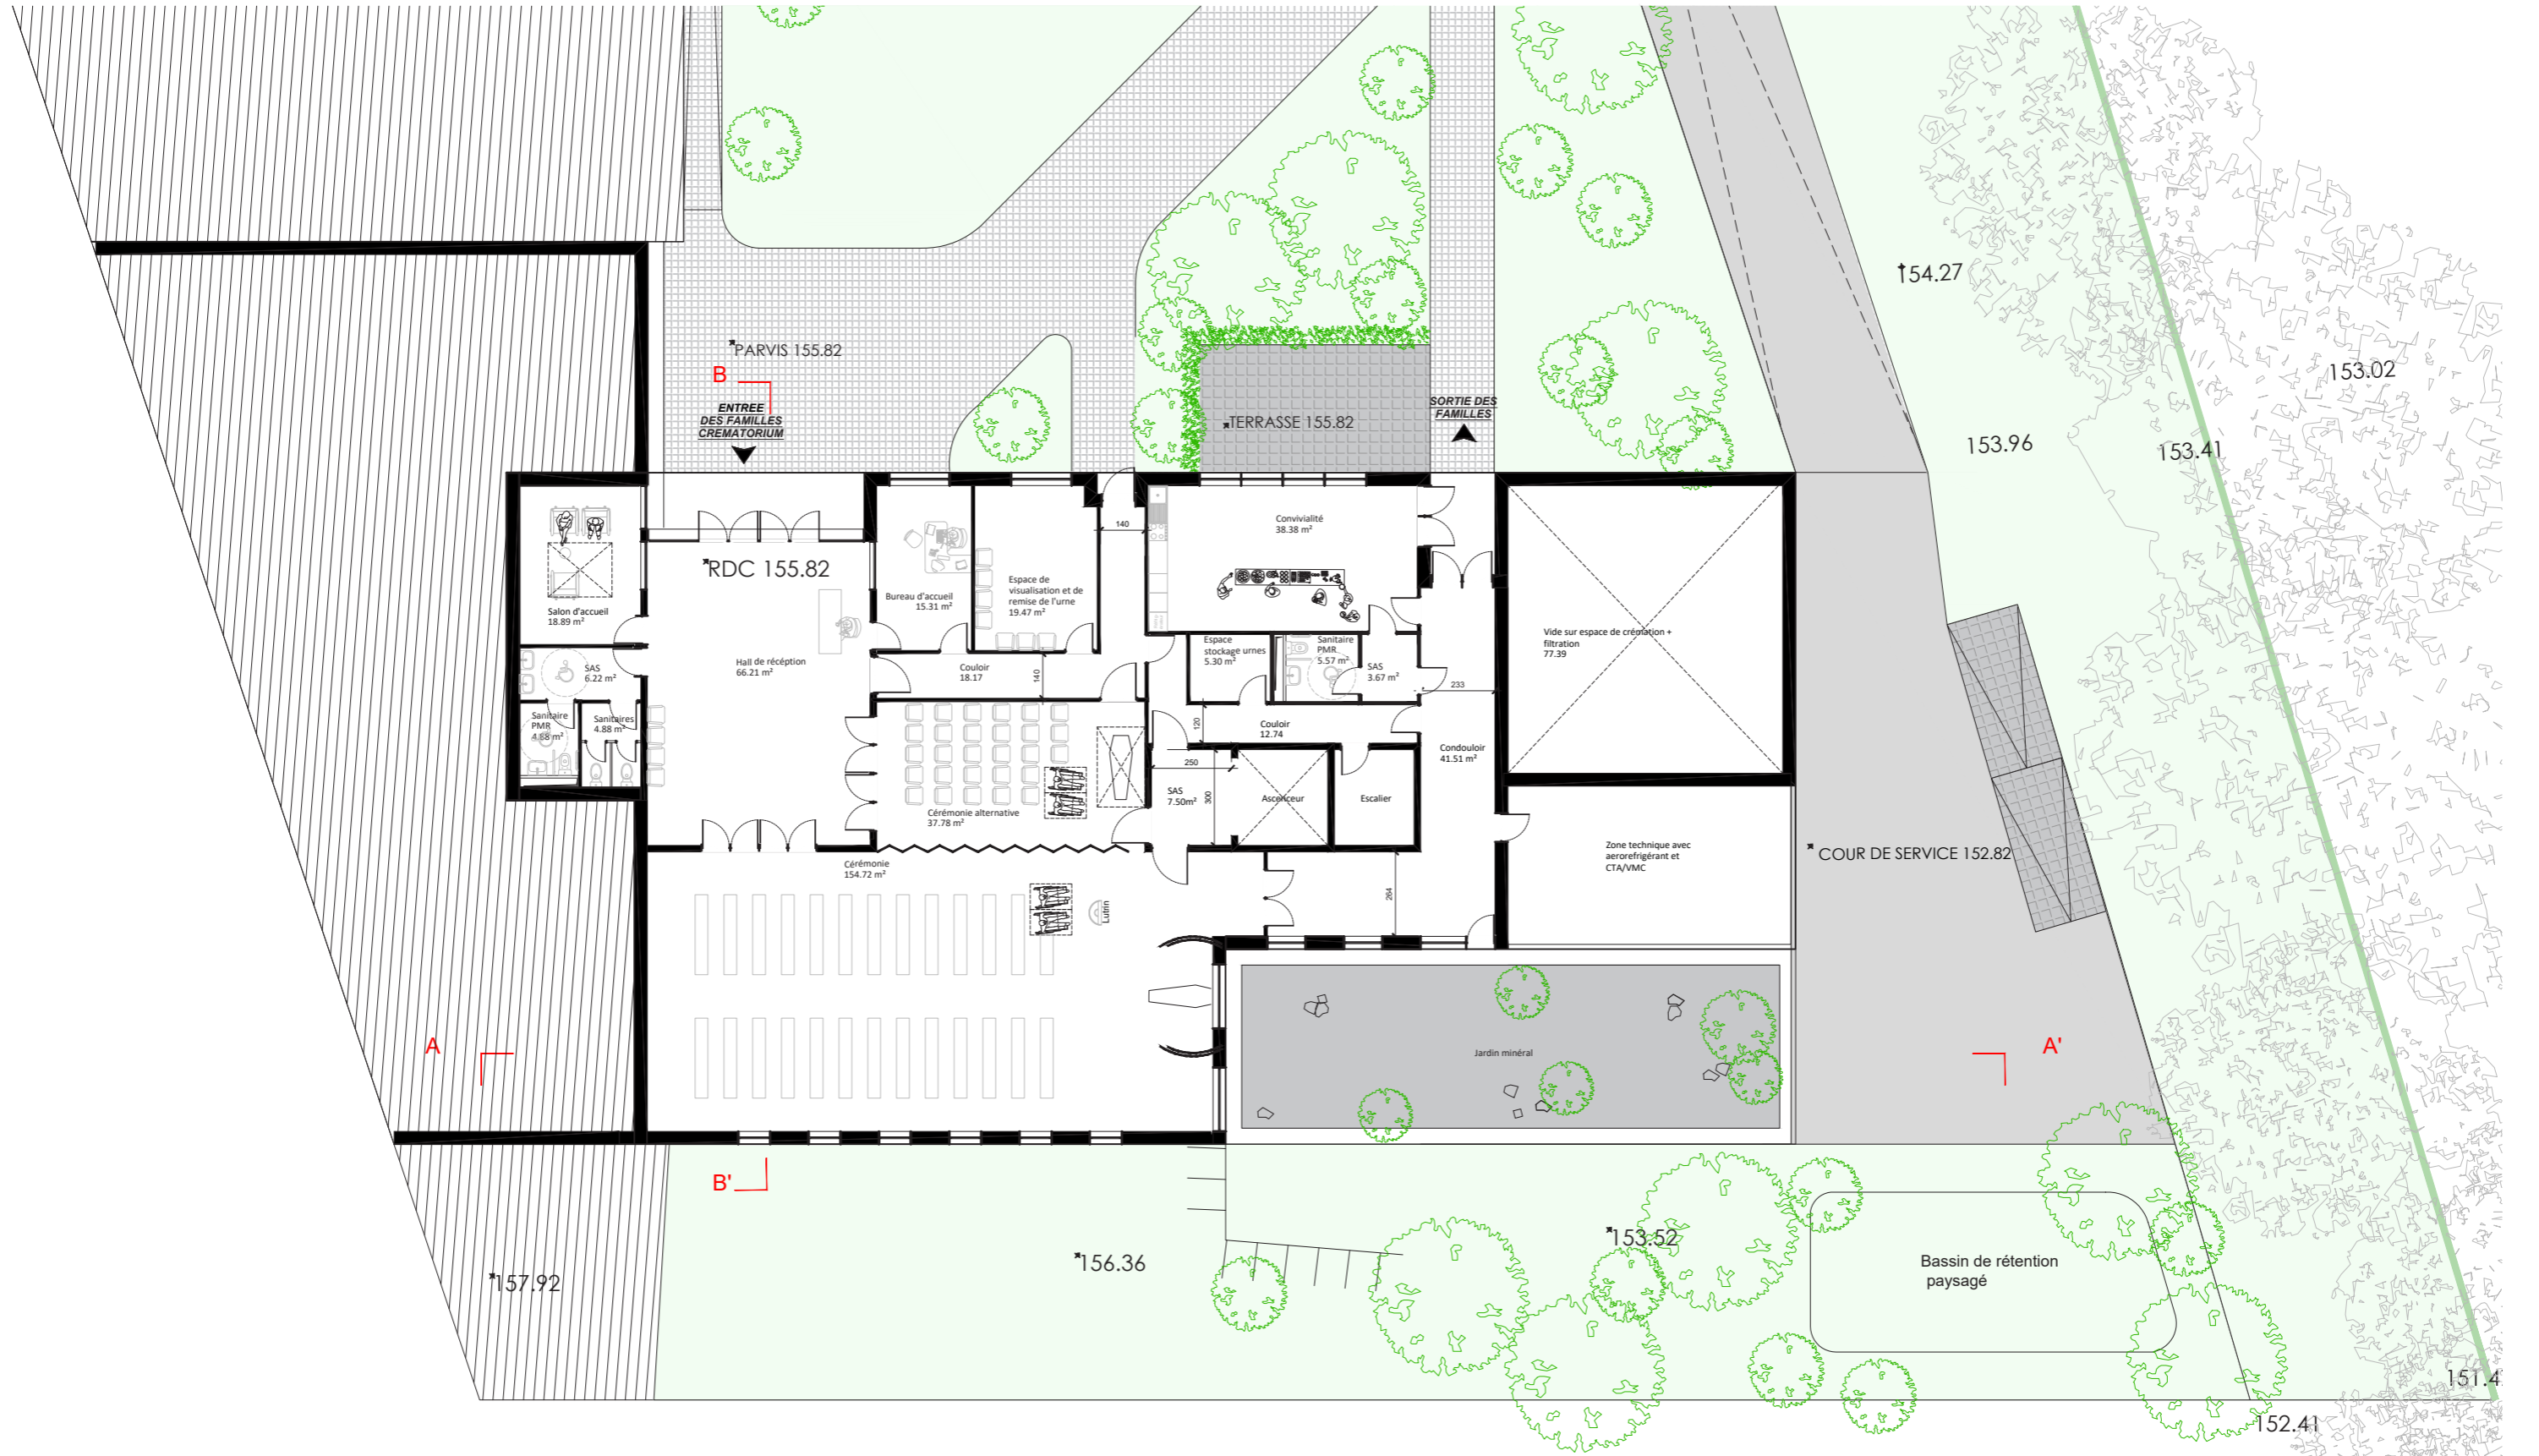 154.27
153.02
PARVIS 155.82
B
ENTREE
DES FAMILLES
CREMATORIUM
TERRASSE 155.82
SORTIE DES
FAMILLES
153.96
153.41
RDC 155.82
140
Convivialité
38.38 m²
Salon d'accueil
18.89 m²
Bureau d'accueil
15.31 m²
Espace de
visualisation et de
remise de l'urne
19.47 m²
Vide sur espace de crémation +
filtration
77.39
Espace
stockage urnes
5.30 m²
Sanitaire
PMR
5.57 m²
SAS
3.67 m²
SAS
6.22 m²
Hall de réception
66.21 m²
Couloir
18.17
140
233
Sanitaire
PMR
4.88 m²
Sanitaires
4.88 m²
120
Couloir
12.74
Condouloir
41.51 m²
250
SAS
7.50m²
300
Ascenceur
Escalier
Cérémonie alternative
37.78 m²
Cérémonie
154.72 m²
Zone technique avec
aerorefrigérant et
CTA/VMC
COUR DE SERVICE 152.82
264
Lutrin
A
Jardin minéral
A'
B'
157.92
156.36
153.52
Bassin de rétention
paysagé
151.4
152.41